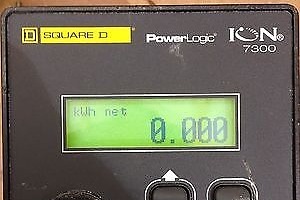 D SQUARE D PowerLogic ION®
7300
kWh net
0.000